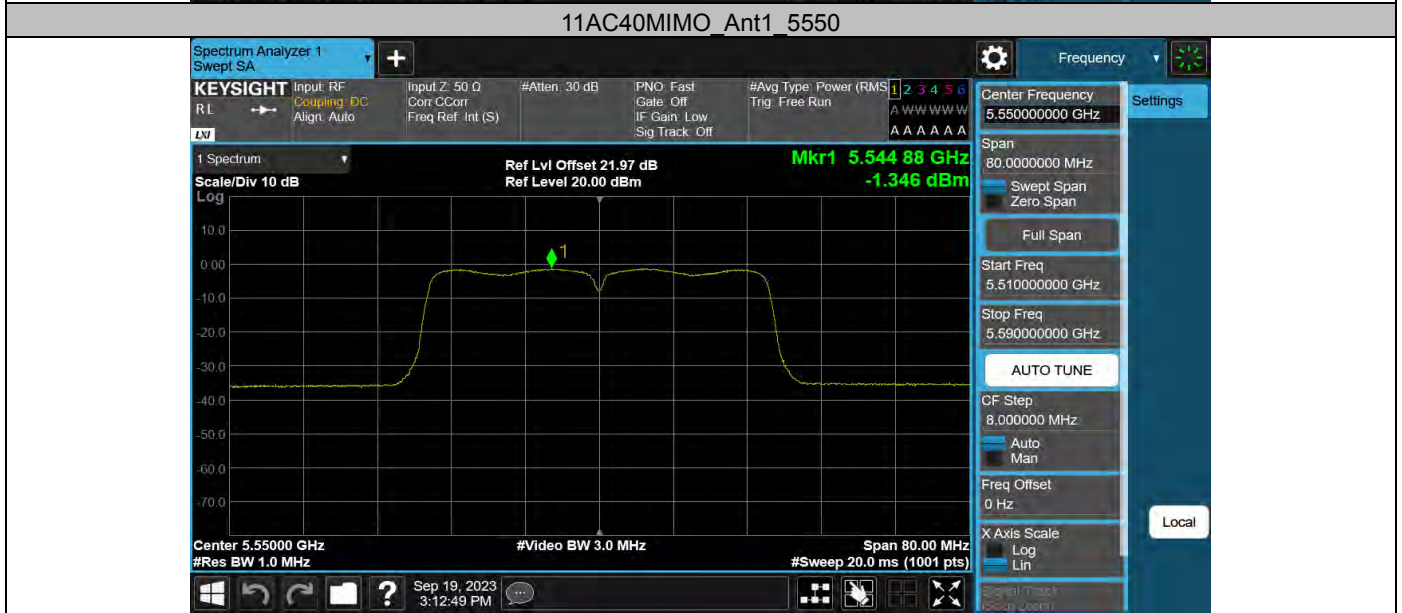 11AC40MIMO_Ant1_5550
Spectrum Analyzer 1
Swept SA
Frequency
KEYSIGHT
RL
LXI
Input: RF
Coupling: DC
Align: Auto
Input Z: 50 Ω
Corr CCorr
Freq Ref: Int (S)
#Atten: 30 dB
PNO: Fast
Gate: Off
IF Gain: Low
Sig Track: Off
#Avg Type: Power (RMS
Trig: Free Run
1 2 3 4 5 6
A W W W W W
A A A A A A
Center Frequency
5.550000000 GHz
Settings
Span
80.0000000 MHz
Swept Span
Zero Span
Full Span
Start Freq
5.510000000 GHz
Stop Freq
5.590000000 GHz
AUTO TUNE
CF Step
8.000000 MHz
Auto
Man
Freq Offset
0 Hz
X Axis Scale
Log
Lin
Local
1 Spectrum
Scale/Div 10 dB
Ref Lvl Offset 21.97 dB
Ref Level 20.00 dBm
Mkr1 5.544 88 GHz
-1.346 dBm
Log
10.0
0.00
-10.0
-20.0
-30.0
-40.0
-50.0
-60.0
-70.0
1
Center 5.55000 GHz
#Res BW 1.0 MHz
#Video BW 3.0 MHz
Span 80.00 MHz
#Sweep 20.0 ms (1001 pts)
Sep 19, 2023
3:12:49 PM